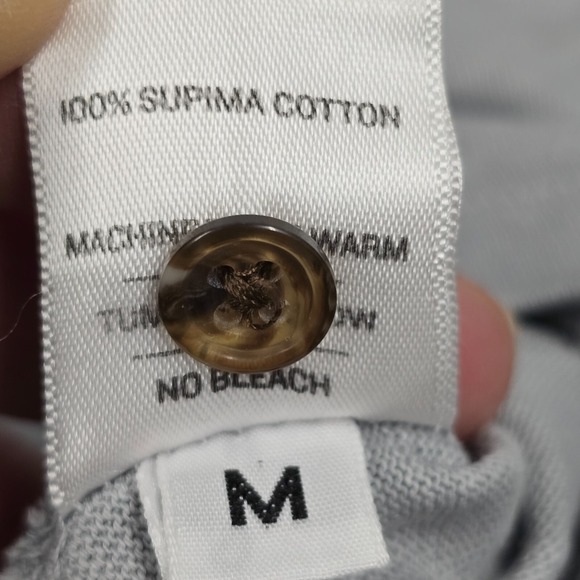 100% SUPIMA COTTON
WARM
NO BLEACH
M